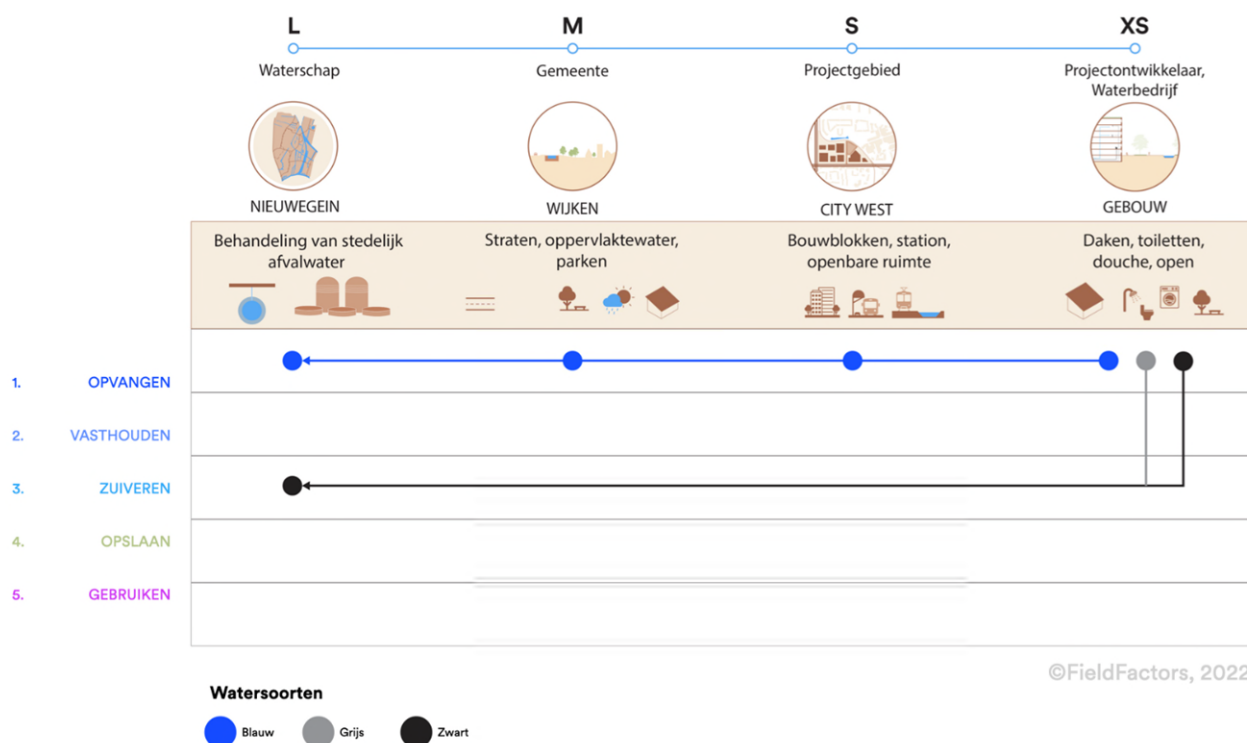 L M S XS
Waterschap Gemeente Projectgebied Projectontwikkelaar,
Waterbedrijf
NIEUWEGEIN WIJKEN CITY WEST GEBOUW
Behandeling van stedelijk
afvalwater
Straten, oppervlaktewater,
parken
Bouwblokken, station,
openbare ruimte
Daken, toiletten,
douche, open
1. OPVANGEN
2. VASTHOUDEN
3. ZUIVEREN
4. OPSLAAN
5. GEBRUIKEN
©FieldFactors, 2022
Watersoorten
Blauw Grijs Zwart